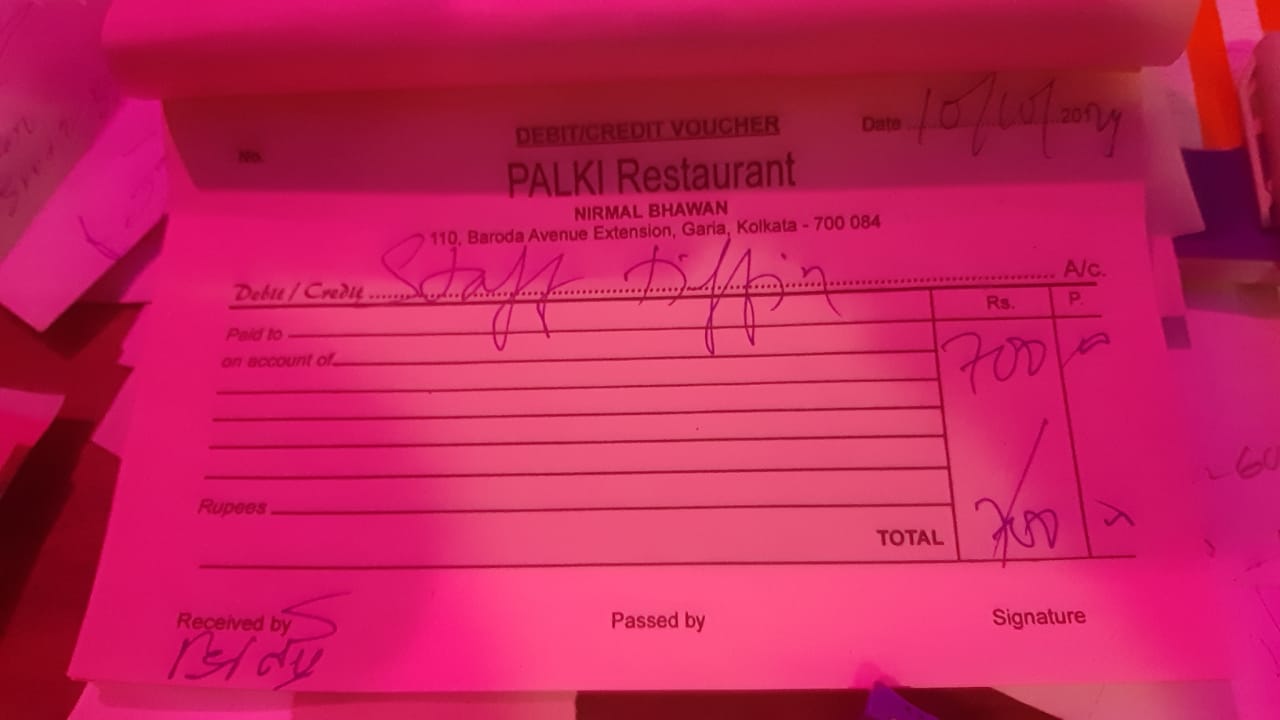 DEBIT/CREDIT VOUCHER
Date 10/10/2024
No.
PALKI Restaurant
NIRMAL BHAWAN
110, Baroda Avenue Extension, Garia, Kolkata - 700 084
Debit / Credit Staff Tiffin A/c.
Rs. P.
Paid to
700
on account of
Rupees
TOTAL 700
Received by
Passed by
Signature